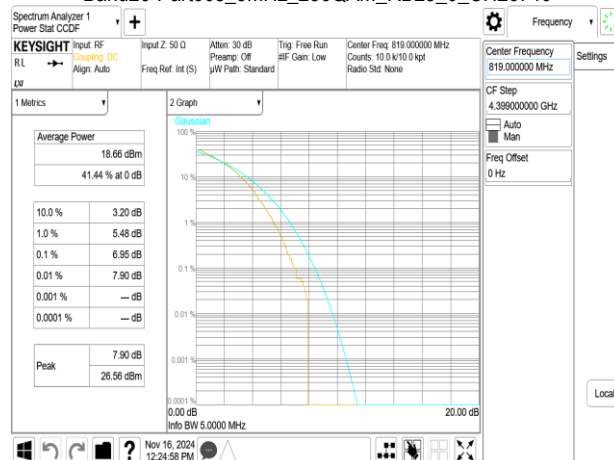 Spectrum Analyzer 1
Power Stat CCDF
Frequency
KEYSIGHT
Input: RF
Coupling: DC
Align: Auto
Input Z: 50 Ω
Freq Ref: Int (S)
Atten: 30 dB
Preamp: Off
µW Path: Standard
Trig: Free Run
#IF Gain: Low
Center Freq: 819.000000 MHz
Counts: 10.0 k/10.0 kpt
Radio Std: None
RL
Center Frequency
819.000000 MHz
Settings
CF Step
4.399000000 GHz
Auto
Man
Freq Offset
0 Hz
1 Metrics
Average Power
18.66 dBm
41.44 % at 0 dB
10.0 % 3.20 dB
1.0 % 5.48 dB
0.1 % 6.95 dB
0.01 % 7.90 dB
0.001 % --- dB
0.0001 % --- dB
Peak
7.90 dB
26.56 dBm
2 Graph
Gaussian
100 %
10 %
1 %
0.1 %
0.01 %
0.001 %
0.0001 %
0.00 dB
20.00 dB
Info BW 5.0000 MHz
Local
?
Nov 16, 2024
12:24:58 PM